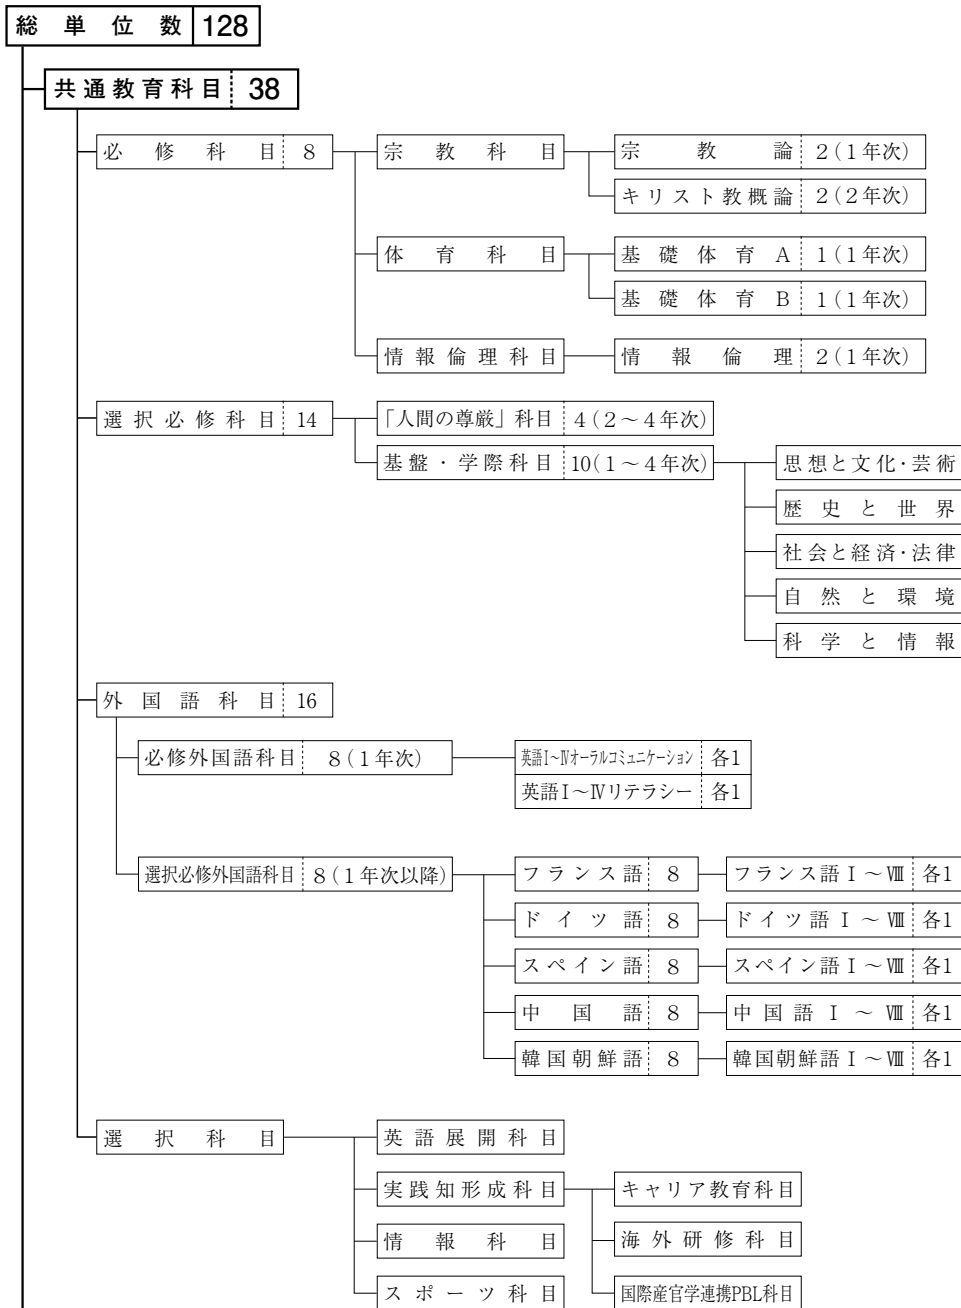 総単位数 128
共通教育科目 38
必修科目 8 宗教科目 宗教論 2(1年次)
キリスト教概論 2(2年次)
体育科目 基礎体育A 1(1年次)
基礎体育B 1(1年次)
情報倫理科目 情報倫理 2(1年次)
選択必修科目 14 「人間の尊厳」科目 4(2～4年次)
基盤・学際科目 10(1～4年次) 思想と文化・芸術
歴史と世界
社会と経済・法律
自然と環境
科学と情報
外国語科目 16
必修外国語科目 8(1年次) 英語Ⅰ～Ⅳオーラルコミュニケーション 各1
英語Ⅰ～Ⅳリテラシー 各1
選択必修外国語科目 8(1年次以降) フランス語 8 フランス語Ⅰ～Ⅷ 各1
ドイツ語 8 ドイツ語Ⅰ～Ⅷ 各1
スペイン語 8 スペイン語Ⅰ～Ⅷ 各1
中国語 8 中国語Ⅰ～Ⅷ 各1
韓国朝鮮語 8 韓国朝鮮語Ⅰ～Ⅷ 各1
選択科目 英語展開科目
実践知形成科目 キャリア教育科目
情報科目 海外研修科目
スポーツ科目 国際産官学連携PBL科目